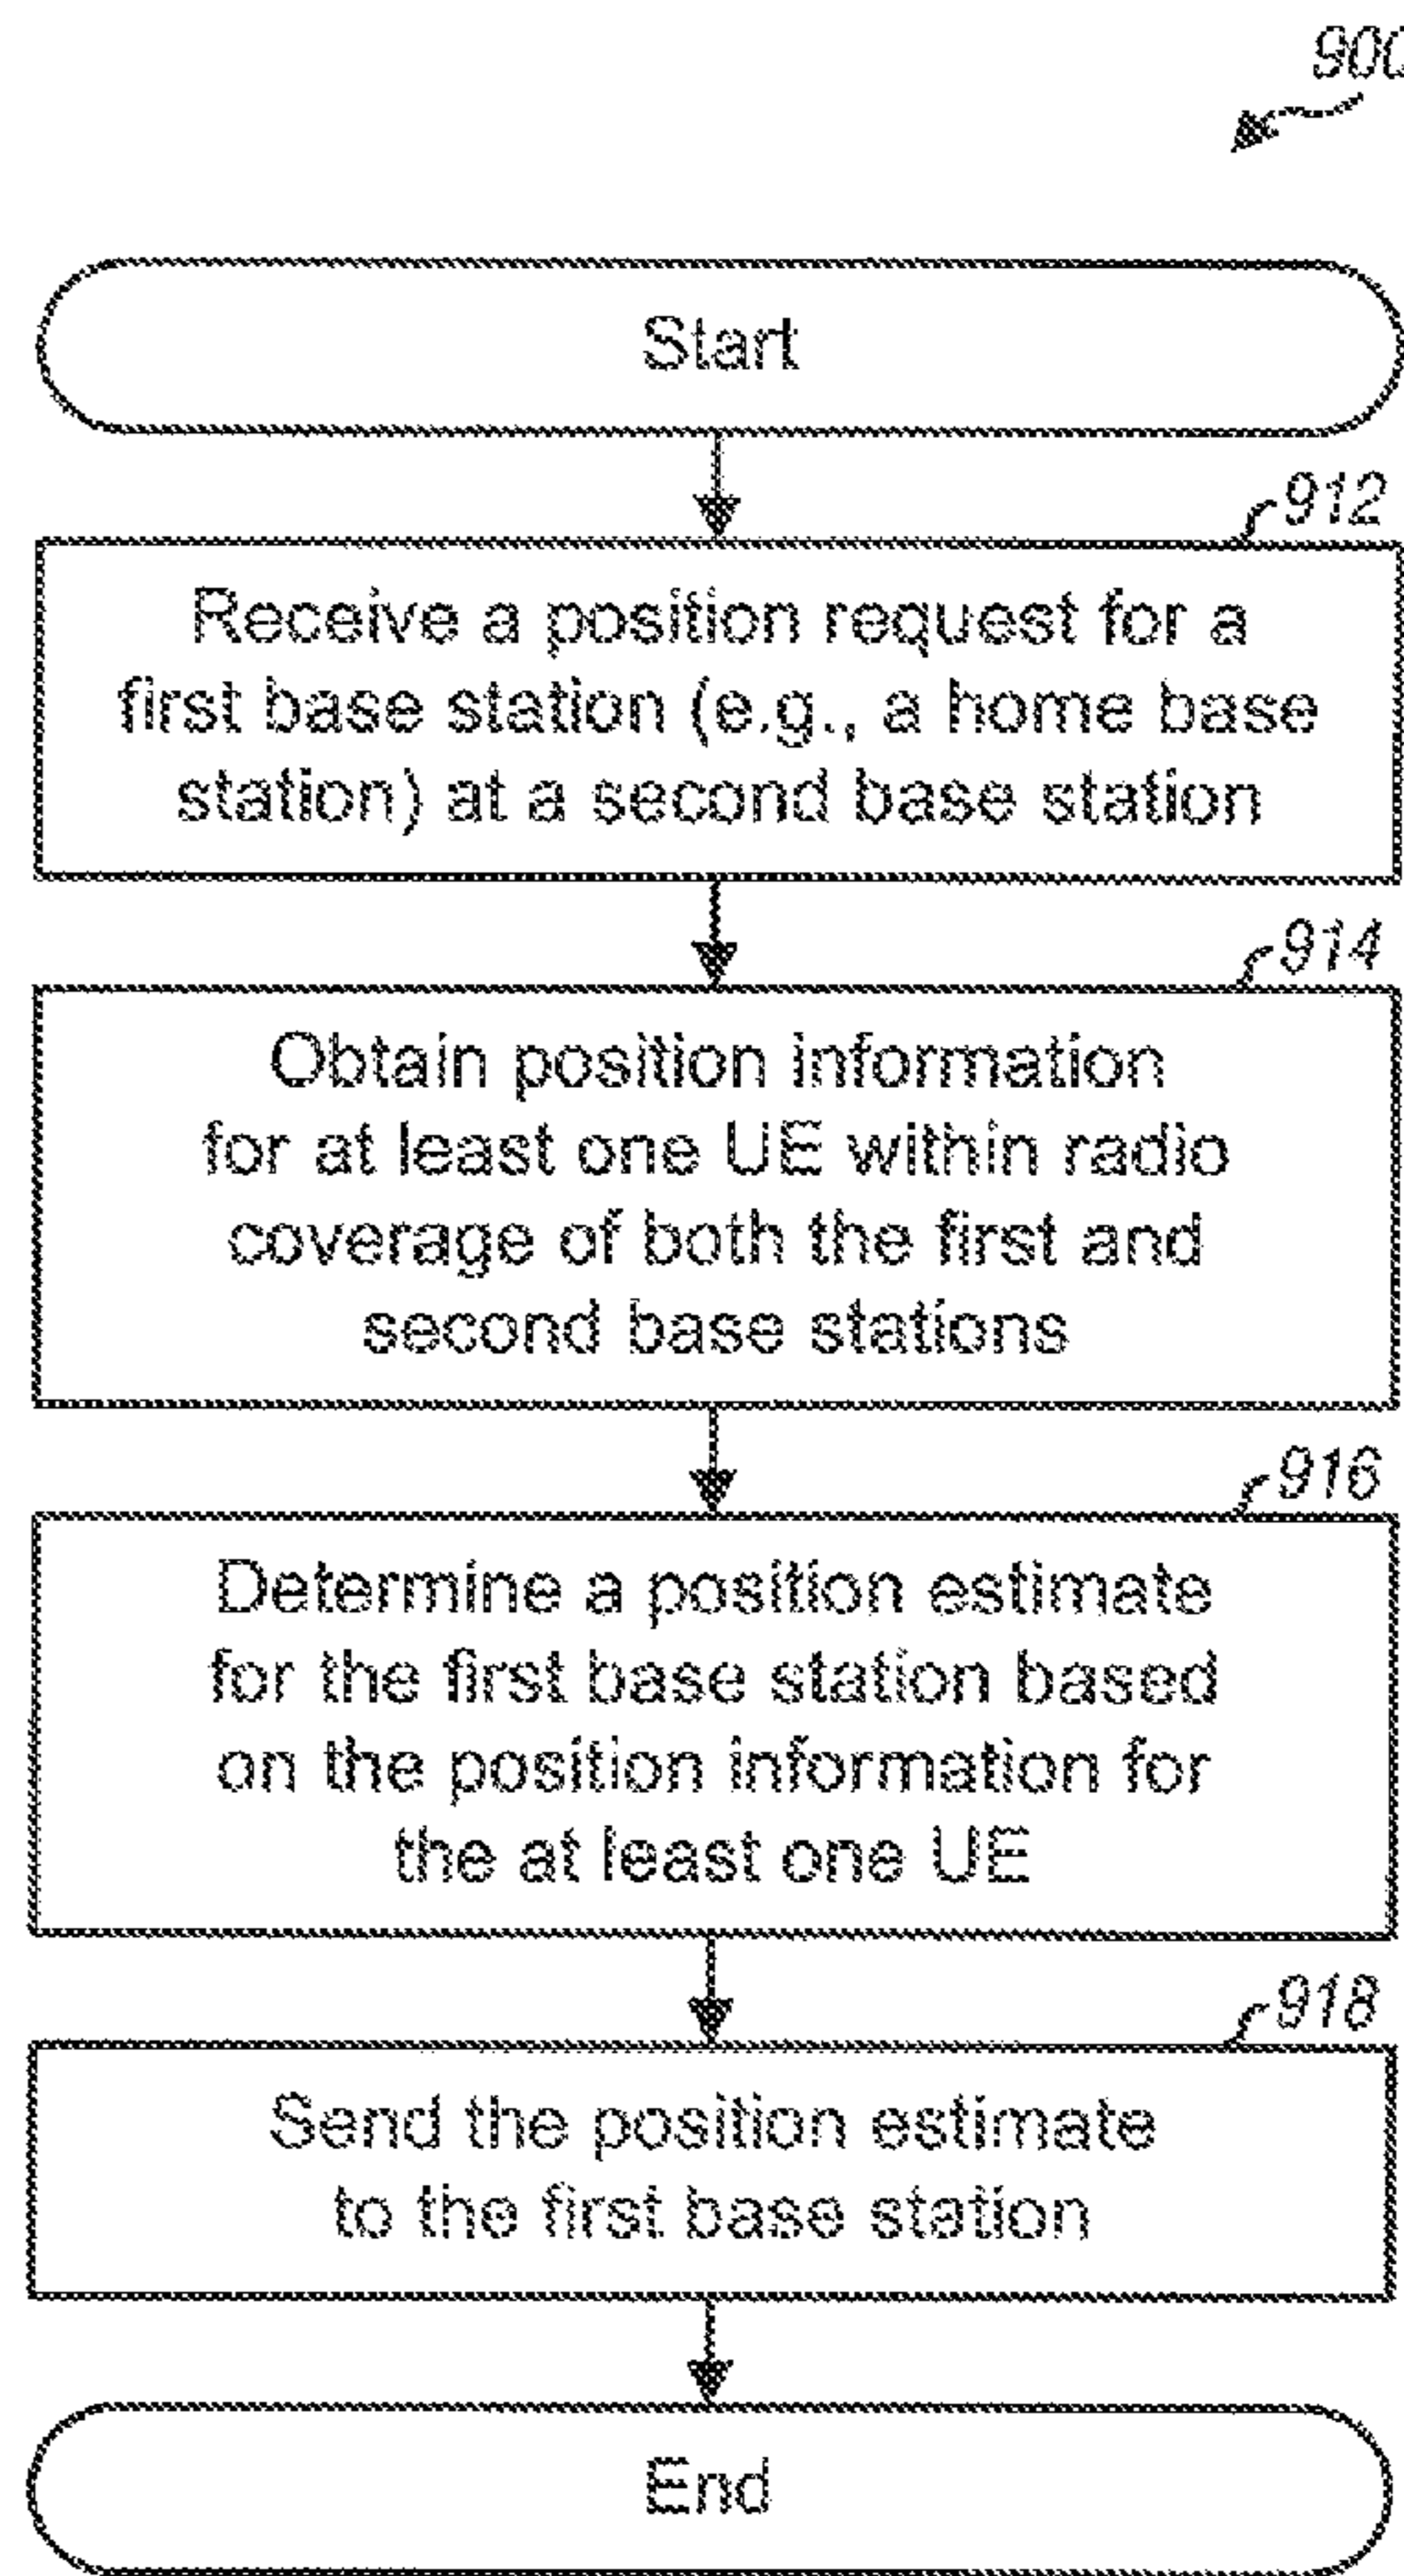 900
Start
912
Receive a position request for a
first base station (e.g., a home base
station) at a second base station
914
Obtain position information
for at least one UE within radio
coverage of both the first and
second base stations
916
Determine a position estimate
for the first base station based
on the position information for
the at least one UE
918
Send the position estimate
to the first base station
End